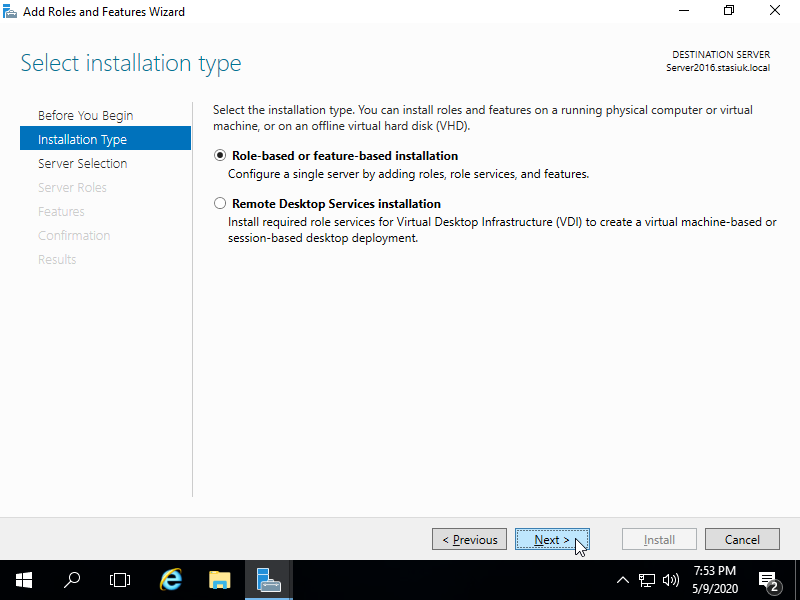 Add Roles and Features Wizard
Select installation type
DESTINATION SERVER
Server2016.stasiuk.local
Before You Begin
Installation Type
Server Selection
Server Roles
Features
Confirmation
Results
Select the installation type. You can install roles and features on a running physical computer or virtual
machine, or on an offline virtual hard disk (VHD).
Role-based or feature-based installation
Configure a single server by adding roles, role services, and features.
Remote Desktop Services installation
Install required role services for Virtual Desktop Infrastructure (VDI) to create a virtual machine-based or
session-based desktop deployment.
< Previous
Next >
Install
Cancel
7:53 PM
5/9/2020
2